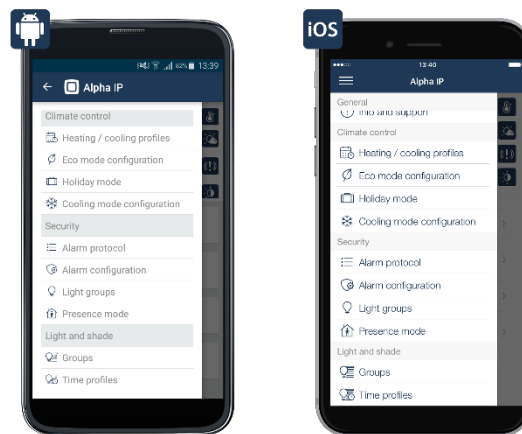 82% 13:39
Alpha IP
Climate control
Heating / cooling profiles
Eco mode configuration
Holiday mode
Cooling mode configuration
Security
Alarm protocol
Alarm configuration
Light groups
Presence mode
Light and shade
Groups
Time profiles
iOS
13:40
Alpha IP
General
Info and support
Climate control
Heating / cooling profiles
Eco mode configuration
Holiday mode
Cooling mode configuration
Security
Alarm protocol
Alarm configuration
Light groups
Presence mode
Light and shade
Groups
Time profiles